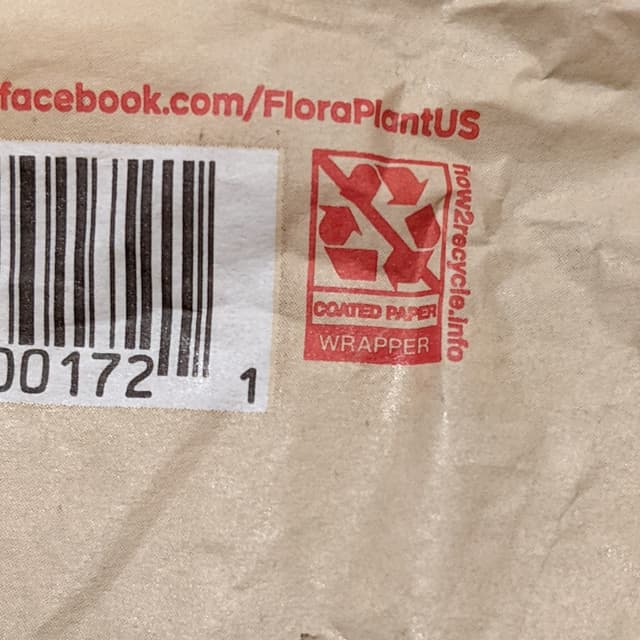 facebook.com/FloraPlantUS
how2recycle.info
COATED PAPER
WRAPPER
00172
1